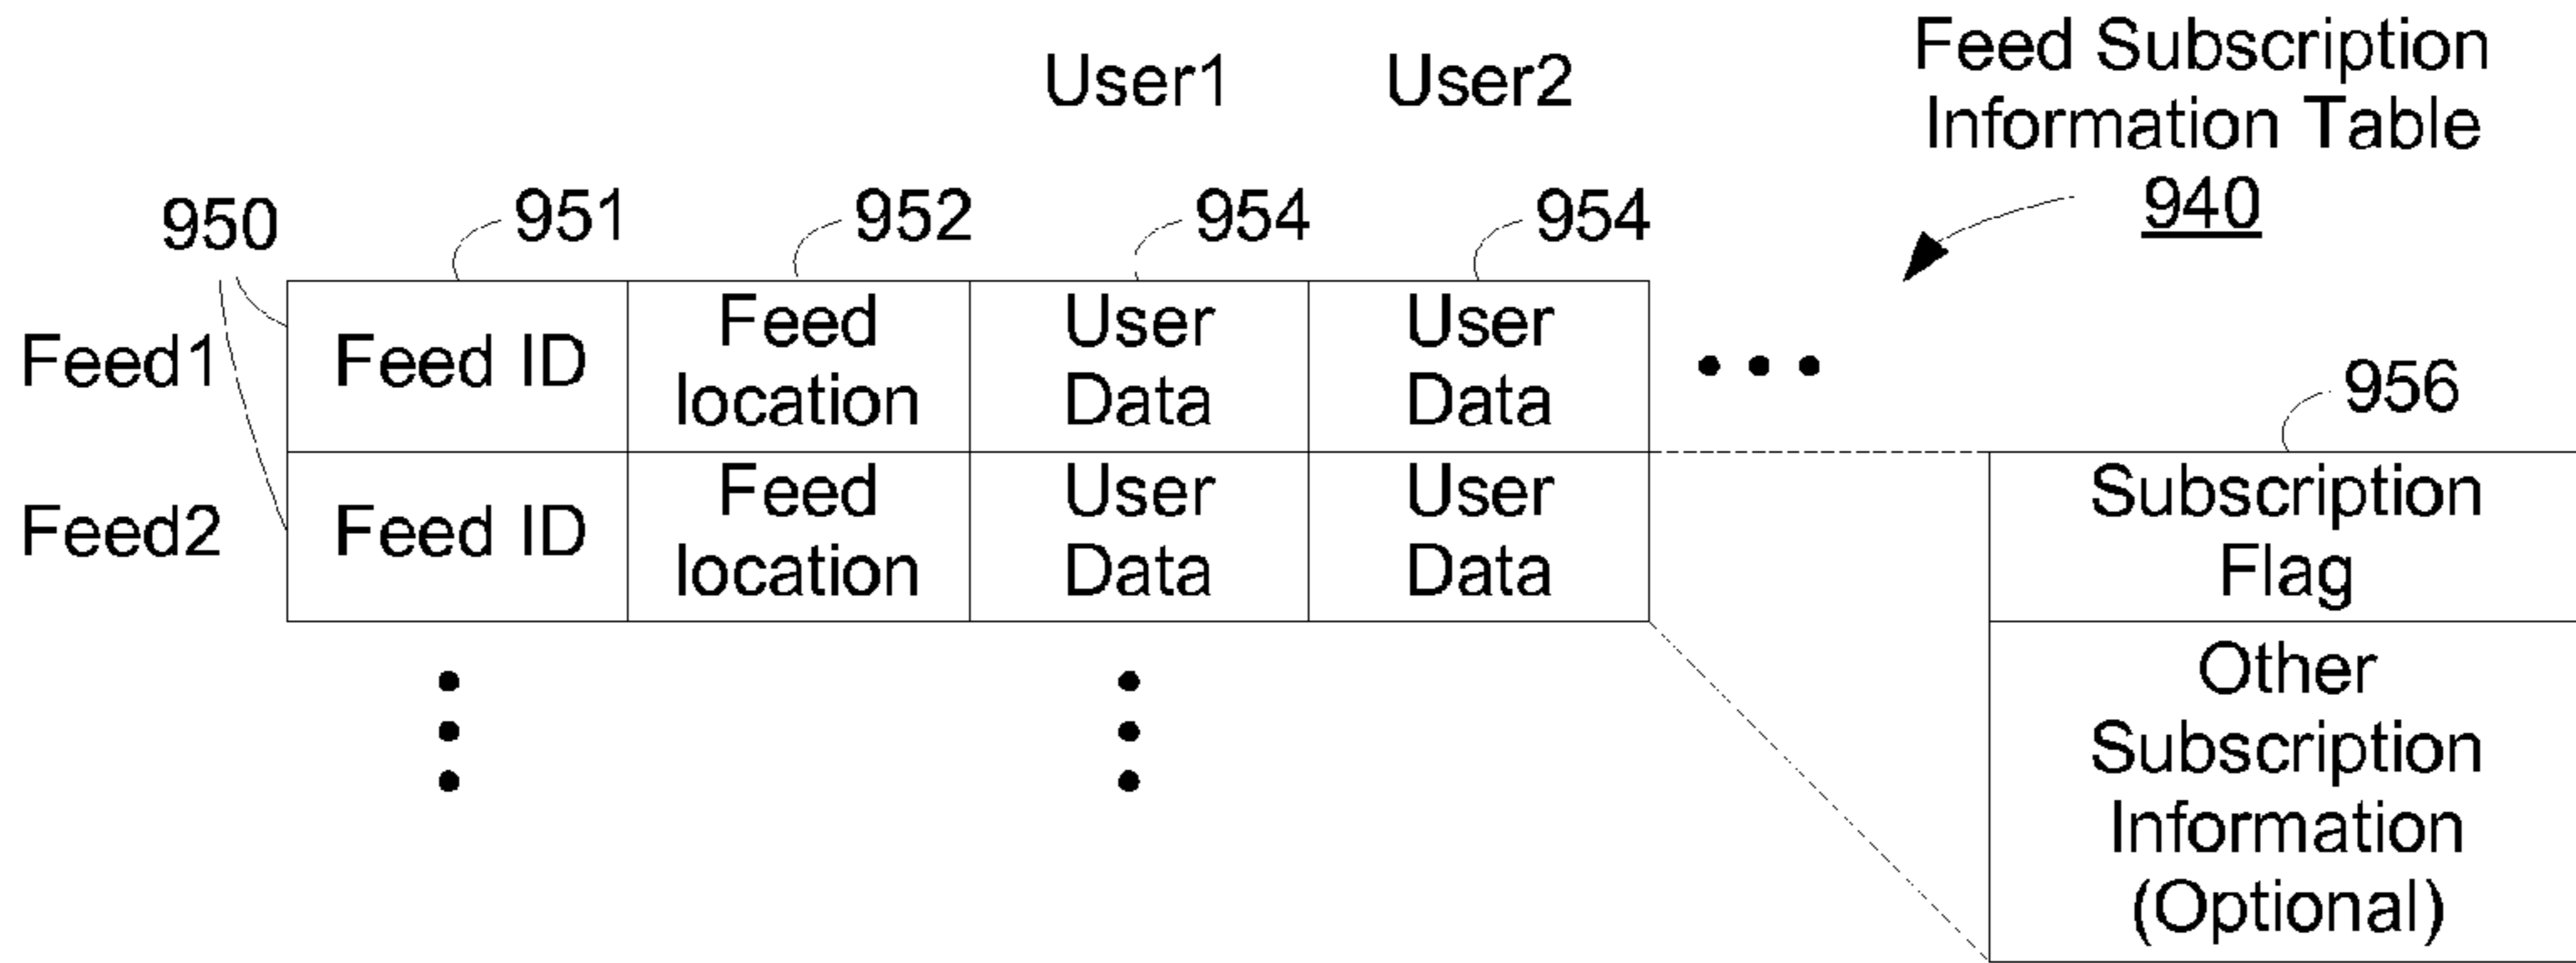 Feed Subscription
Information Table
940
User1 User2
950 951 952 954 954
Feed1 Feed ID Feed location User Data User Data
956
Feed2 Feed ID Feed location User Data User Data
Subscription
Flag
Other
Subscription
Information
(Optional)